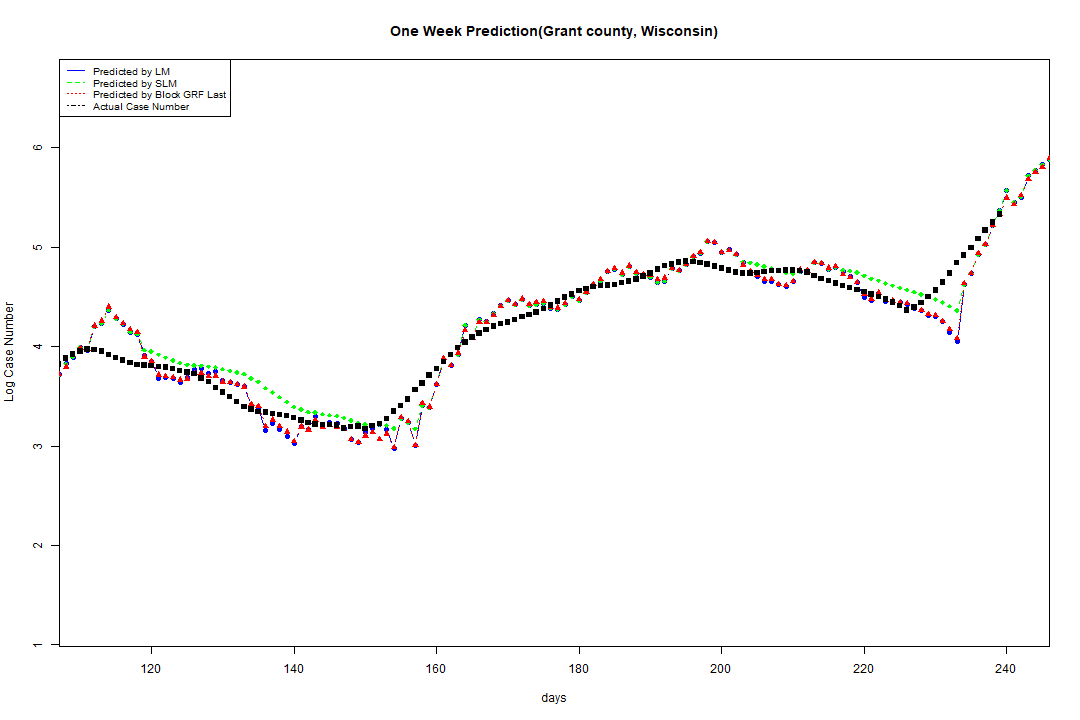 One Week Prediction(Grant county, Wisconsin)
Predicted by LM
Predicted by SLM
Predicted by Block GRF Last
Actual Case Number
6
5
4
3
2
1
Log Case Number
120 140 160 180 200 220 240
days